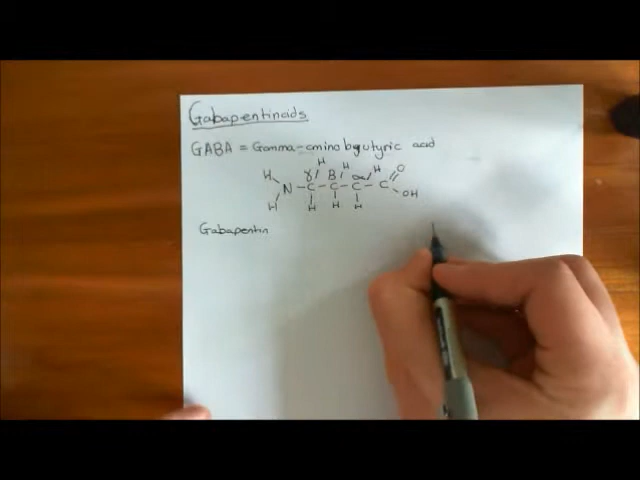 Gabapentinoids
GABA = Gamma-amino butyric acid
H H H H O
γ B α
N - C - C - C - C
OH
H H H H
Gabapentin